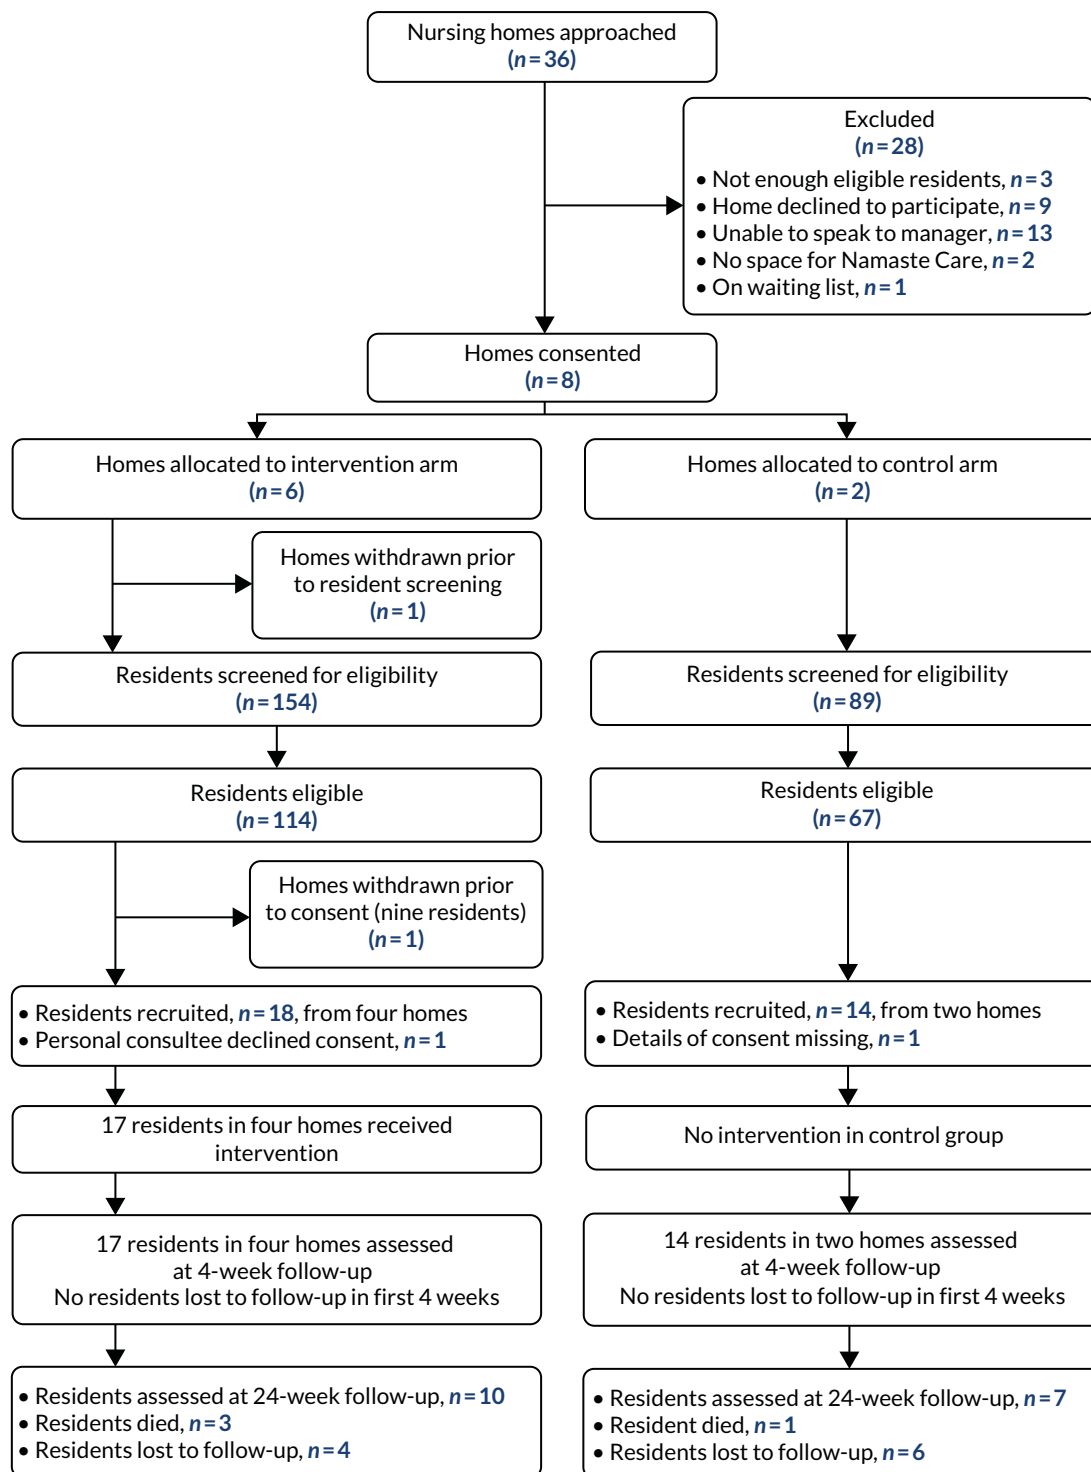 Nursing homes approached
(n=36)
Excluded
(n=28)
• Not enough eligible residents, n=3
• Home declined to participate, n=9
• Unable to speak to manager, n=13
• No space for Namaste Care, n=2
• On waiting list, n=1
Homes consented
(n=8)
Homes allocated to intervention arm
(n=6)
Homes allocated to control arm
(n=2)
Homes withdrawn prior
to resident screening
(n=1)
Residents screened for eligibility
(n=154)
Residents screened for eligibility
(n=89)
Residents eligible
(n=114)
Residents eligible
(n=67)
Homes withdrawn prior
to consent (nine residents)
(n=1)
• Residents recruited, n=18, from four homes
• Personal consultee declined consent, n=1
• Residents recruited, n=14, from two homes
• Details of consent missing, n=1
17 residents in four homes received
intervention
No intervention in control group
17 residents in four homes assessed
at 4-week follow-up
No residents lost to follow-up in first 4 weeks
14 residents in two homes assessed
at 4-week follow-up
No residents lost to follow-up in first 4 weeks
• Residents assessed at 24-week follow-up, n=10
• Residents died, n=3
• Residents lost to follow-up, n=4
• Residents assessed at 24-week follow-up, n=7
• Resident died, n=1
• Residents lost to follow-up, n=6